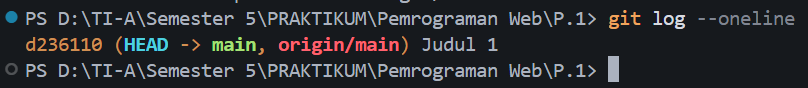 PS D:\TI-A\Semester 5\PRAKTIKUM\Pemrograman Web\P.1> git log --oneline
d236110 (HEAD -> main, origin/main) Judul 1
PS D:\TI-A\Semester 5\PRAKTIKUM\Pemrograman Web\P.1>